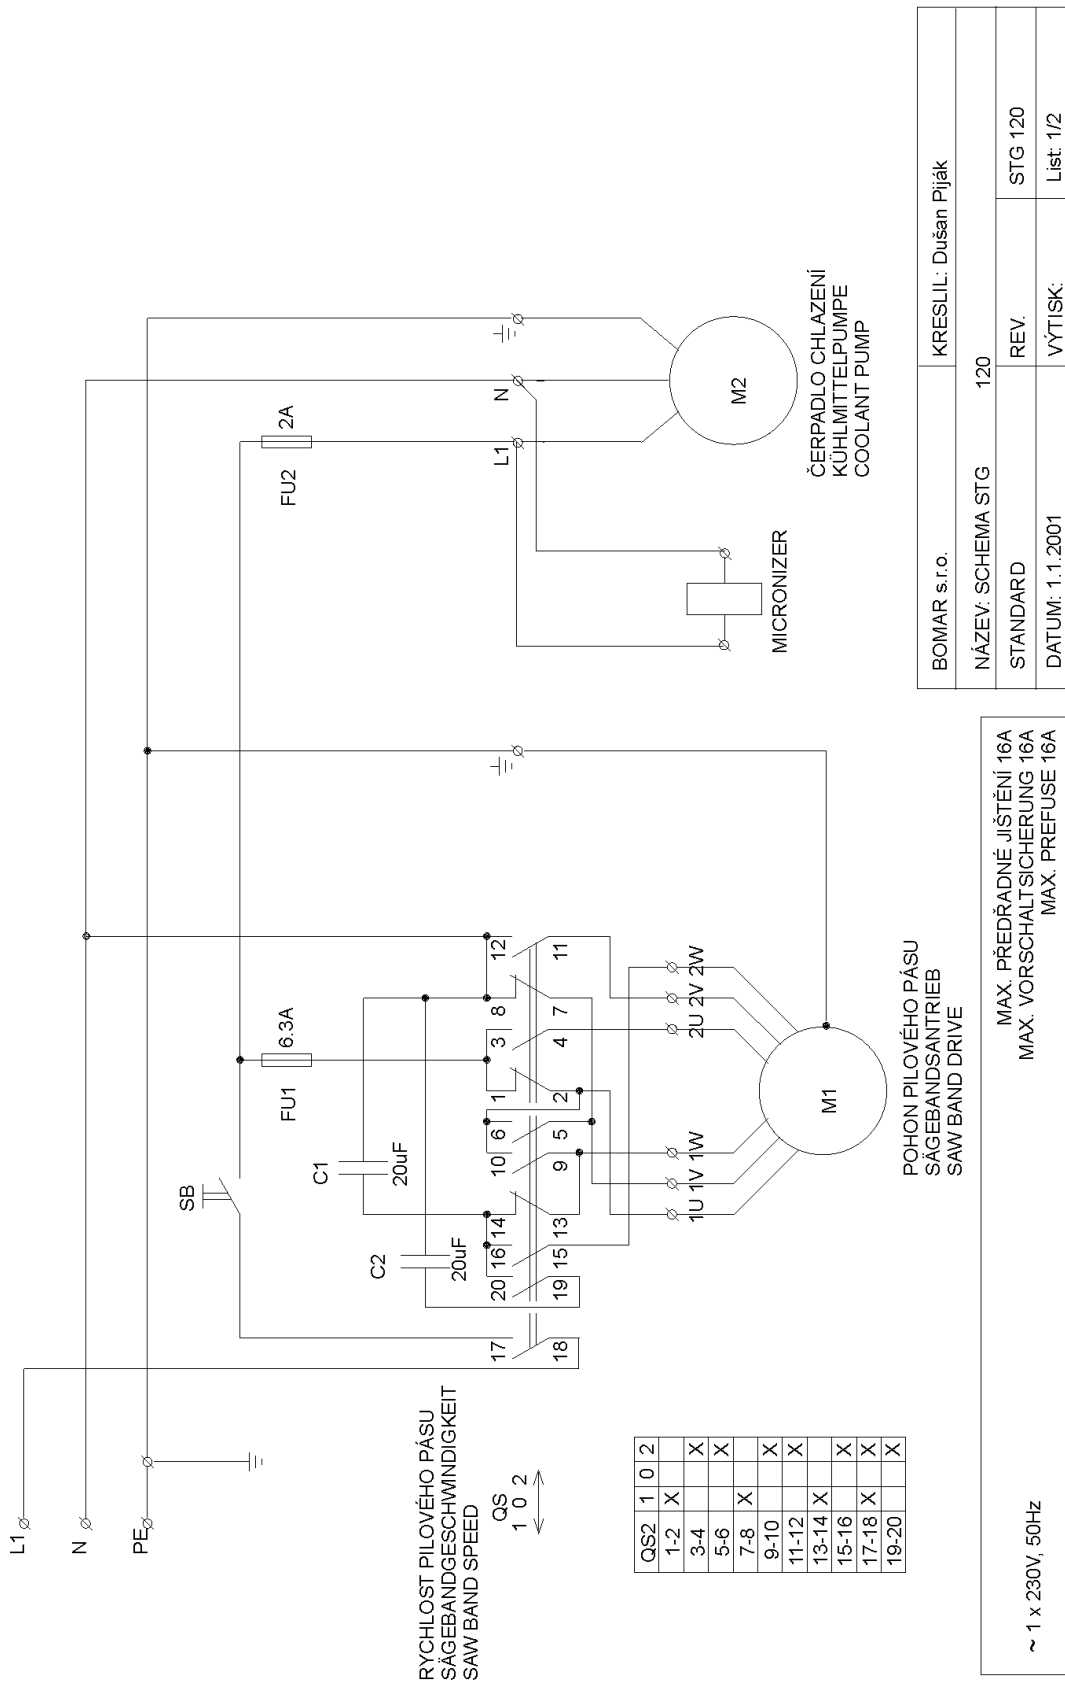 L1
N
PE
SB
FU1
6.3A
FU2
2A
C1
20uF
C2
20uF
17
20
16
14
10
6
1
3
8
12
18
19
15
13
9
5
2
4
7
11
L1
N
1U 1V 1W
2U 2V 2W
M1
M2
MICRONIZER
RYCHLOST PILOVÉHO PÁSU
SÄGEBANDGESCHWINDIGKEIT
SAW BAND SPEED
QS
1 0 2
POHON PILOVÉHO PÁSU
SÄGEBANDSANTRIEB
SAW BAND DRIVE
ČERPADLO CHLAZENÍ
KÜHLMITTELPUMPE
COOLANT PUMP
QS2 1 0 2
1-2 X
3-4 X
5-6 X
7-8 X
9-10 X
11-12 X
13-14 X
15-16 X
17-18 X X
19-20 X
~ 1 x 230V, 50Hz
MAX. PŘEDŘADNÉ JIŠTĚNÍ 16A
MAX. VORSCHALTSICHERUNG 16A
MAX. PREFUSE 16A
BOMAR s.r.o. KRESLIL: Dušan Piják
NÁZEV: SCHEMA STG 120
STANDARD REV. STG 120
DATUM: 1.1.2001 VÝTISK: List: 1/2